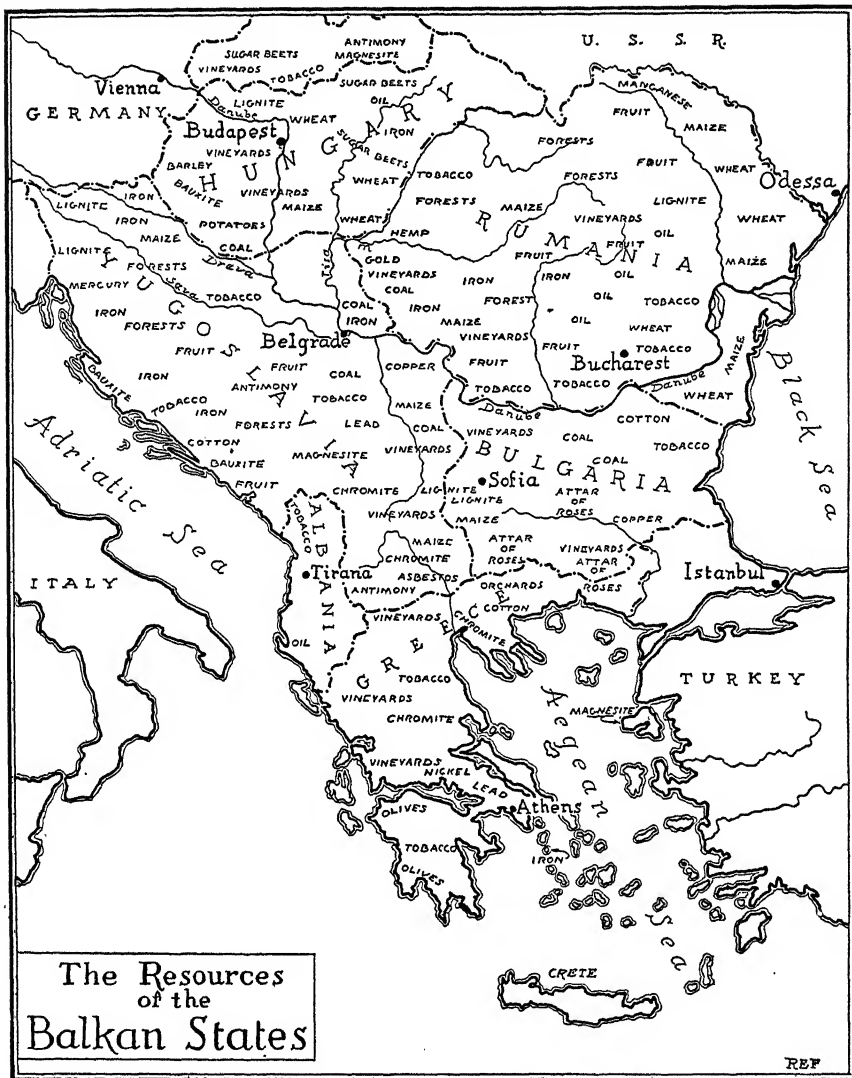 U. S. S. R.
ANTIMONY
SUGAR BEETS
MAGNESITE
VINEYARDS
TOBACCO
SUGAR BEETS
MANGANESE
Vienna
GERMANY
LIGNITE
Danube
WHEAT
OIL
IRON
FRUIT
MAIZE
Budapest
HUNGARY
SUGAR BEETS
FORESTS
VINEYARDS
BARLEY
BAUXITE
VINEYARDS
WHEAT
TOBACCO
FORESTS
FRUIT
WHEAT
Odessa
IRON
LIGNITE
IRON
POTATOES
MAIZE
WHEAT
FORESTS
MAIZE
RUMANIA
VINEYARDS
LIGNITE
WHEAT
OIL
MAIZE
COAL
HEMP
FRUIT
LIGNITE
MAIZE
FORESTS
Drava
Tisa
GOLD
VINEYARDS
COAL
FRUIT
IRON
OIL
MERCURY
YUGOSLAVIA
Sava
TOBACCO
IRON
FOREST
OIL
TOBACCO
IRON
FORESTS
COAL
IRON
IRON
MAIZE
OIL
WHEAT
FRUIT
Belgrade
VINEYARDS
FRUIT
TOBACCO
MAIZE
BAUXITE
IRON
FRUIT
ANTIMONY
COAL
COPPER
FRUIT
Bucharest
TOBACCO
TOBACCO
Danube
WHEAT
TOBACCO
IRON
TOBACCO
MAIZE
Danube
COTTON
Black Sea
FORESTS
LEAD
COAL
VINEYARDS
COAL
TOBACCO
COTTON
VINEYARDS
BULGARIA
BAUXITE
MAGNESITE
COAL
FRUIT
Sofia
CHROMITE
LIGNITE
LIGNITE
ATTAR
OF
ROSES
Adriatic Sea
VINEYARDS
MAIZE
COPPER
TOBACCO
ALBANIA
MAIZE
ATTAR
OF
ROSES
VINEYARDS
ATTAR
OF
ROSES
CHROMITE
ITALY
Tirana
ASBESTOS
ANTIMONY
ORCHARDS
COTTON
Istanbul
VINEYARDS
CHROMITE
GREECE
OIL
TOBACCO
TURKEY
VINEYARDS
CHROMITE
MAGNESITE
Aegean Sea
VINEYARDS
NICKEL
LEAD
OLIVES
Athens
TOBACCO
IRON
OLIVES
CRETE
The Resources
of the
Balkan States
REF